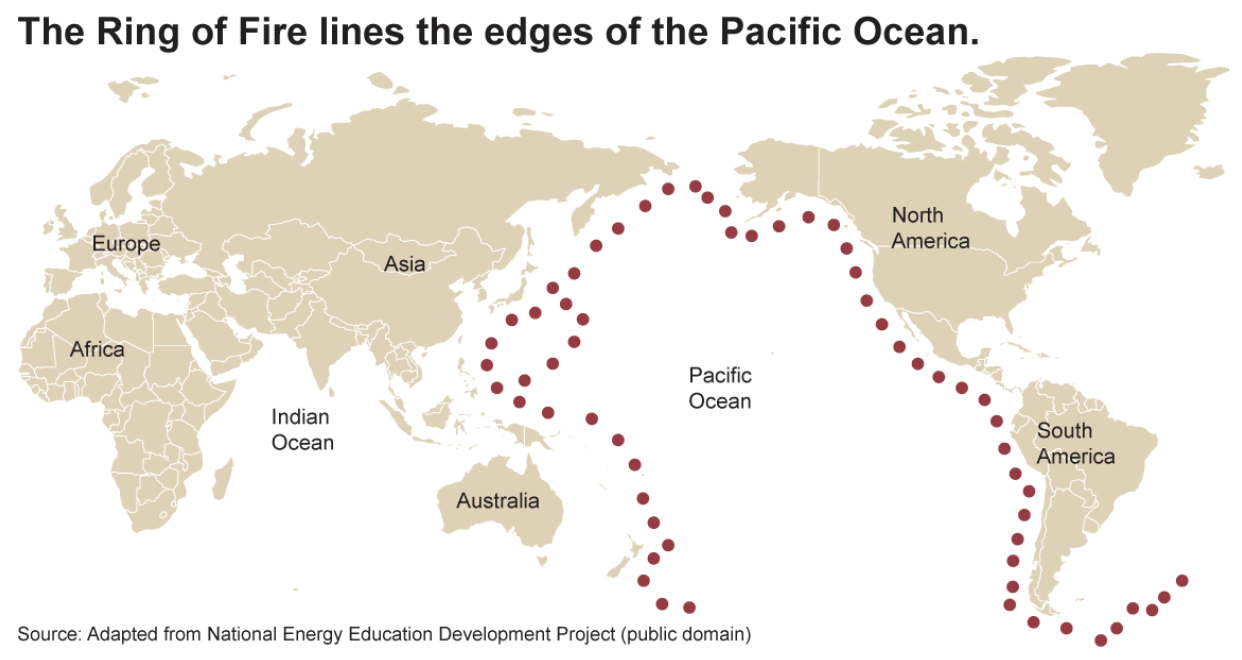 The Ring of Fire lines the edges of the Pacific Ocean.
North
America
Europe
Asia
Africa
Pacific
Ocean
Indian
Ocean
South
America
Australia
Source: Adapted from National Energy Education Development Project (public domain)